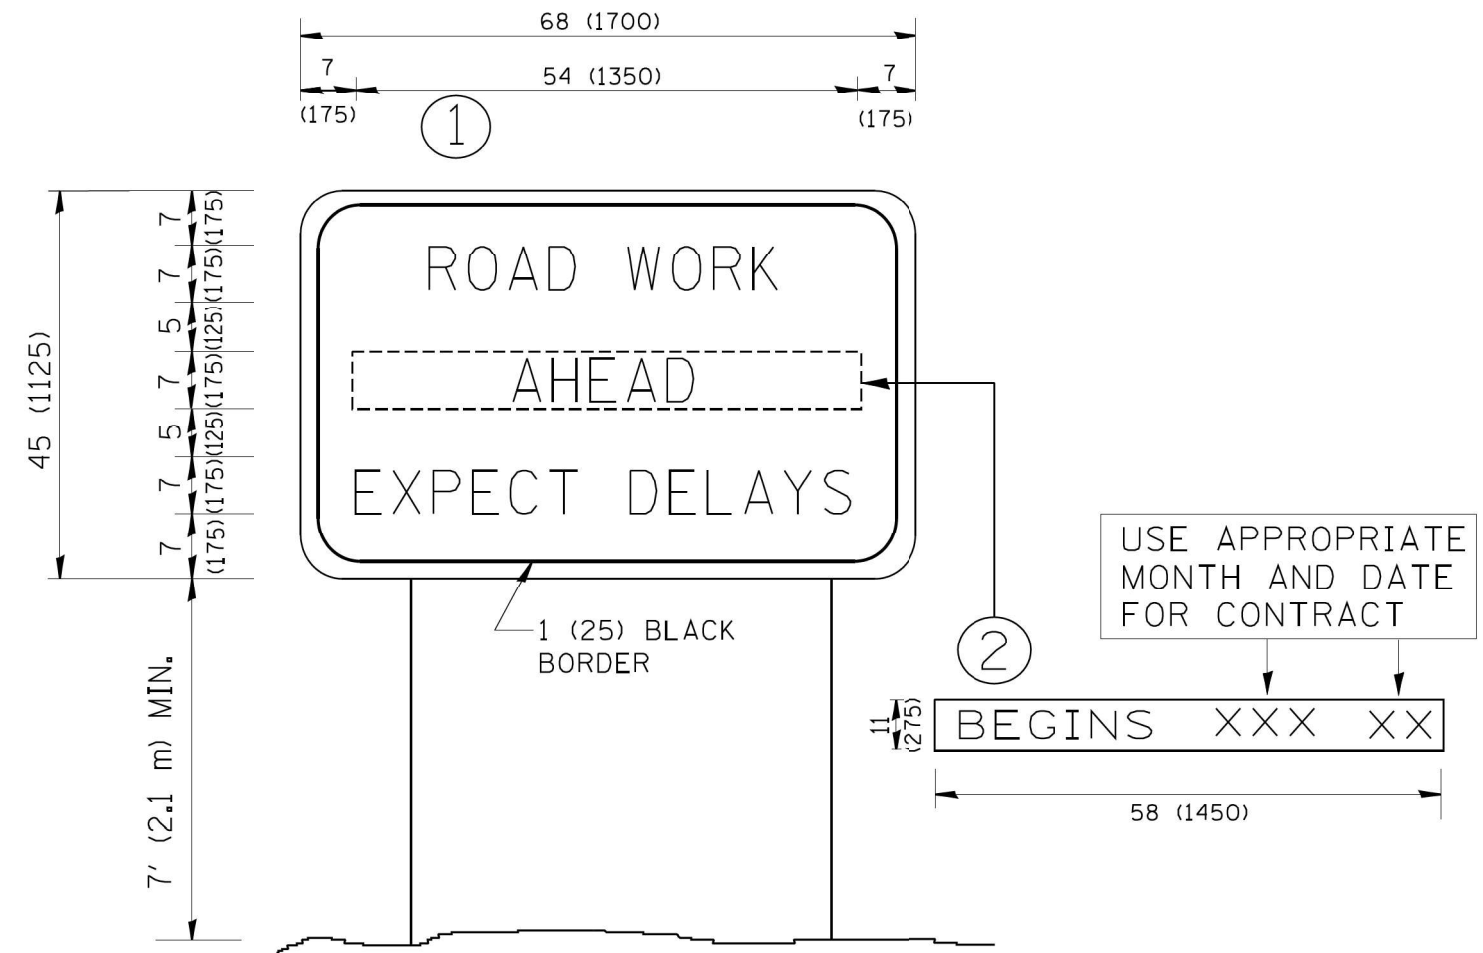 68 (1700)
7
54 (1350)
7
(175)
(175)
1
45 (1125)
7
(175)
7
(175)
5
(125)
7
(175)
5
(125)
7
(175)
7
(175)
ROAD WORK
AHEAD
EXPECT DELAYS
1 (25) BLACK
BORDER
7' (2.1 m) MIN.
USE APPROPRIATE
MONTH AND DATE
FOR CONTRACT
2
11
(275)
BEGINS XXX XX
58 (1450)